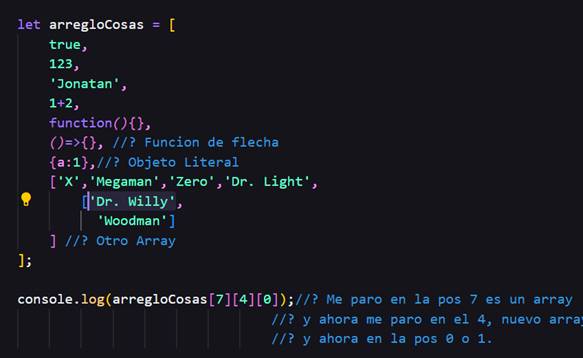 let arregloCosas = [
true,
123,
'Jonatan',
1+2,
function(){},
()=>{}, //? Funcion de flecha
{a:1},//? Objeto Literal
['X','Megaman','Zero','Dr. Light',
['Dr. Willy',
'Woodman']
] //? Otro Array
];
console.log(arregloCosas[7][4][0]);//? Me paro en la pos 7 es un array
//? y ahora me paro en el 4, nuevo array
//? y ahora en la pos 0 o 1.